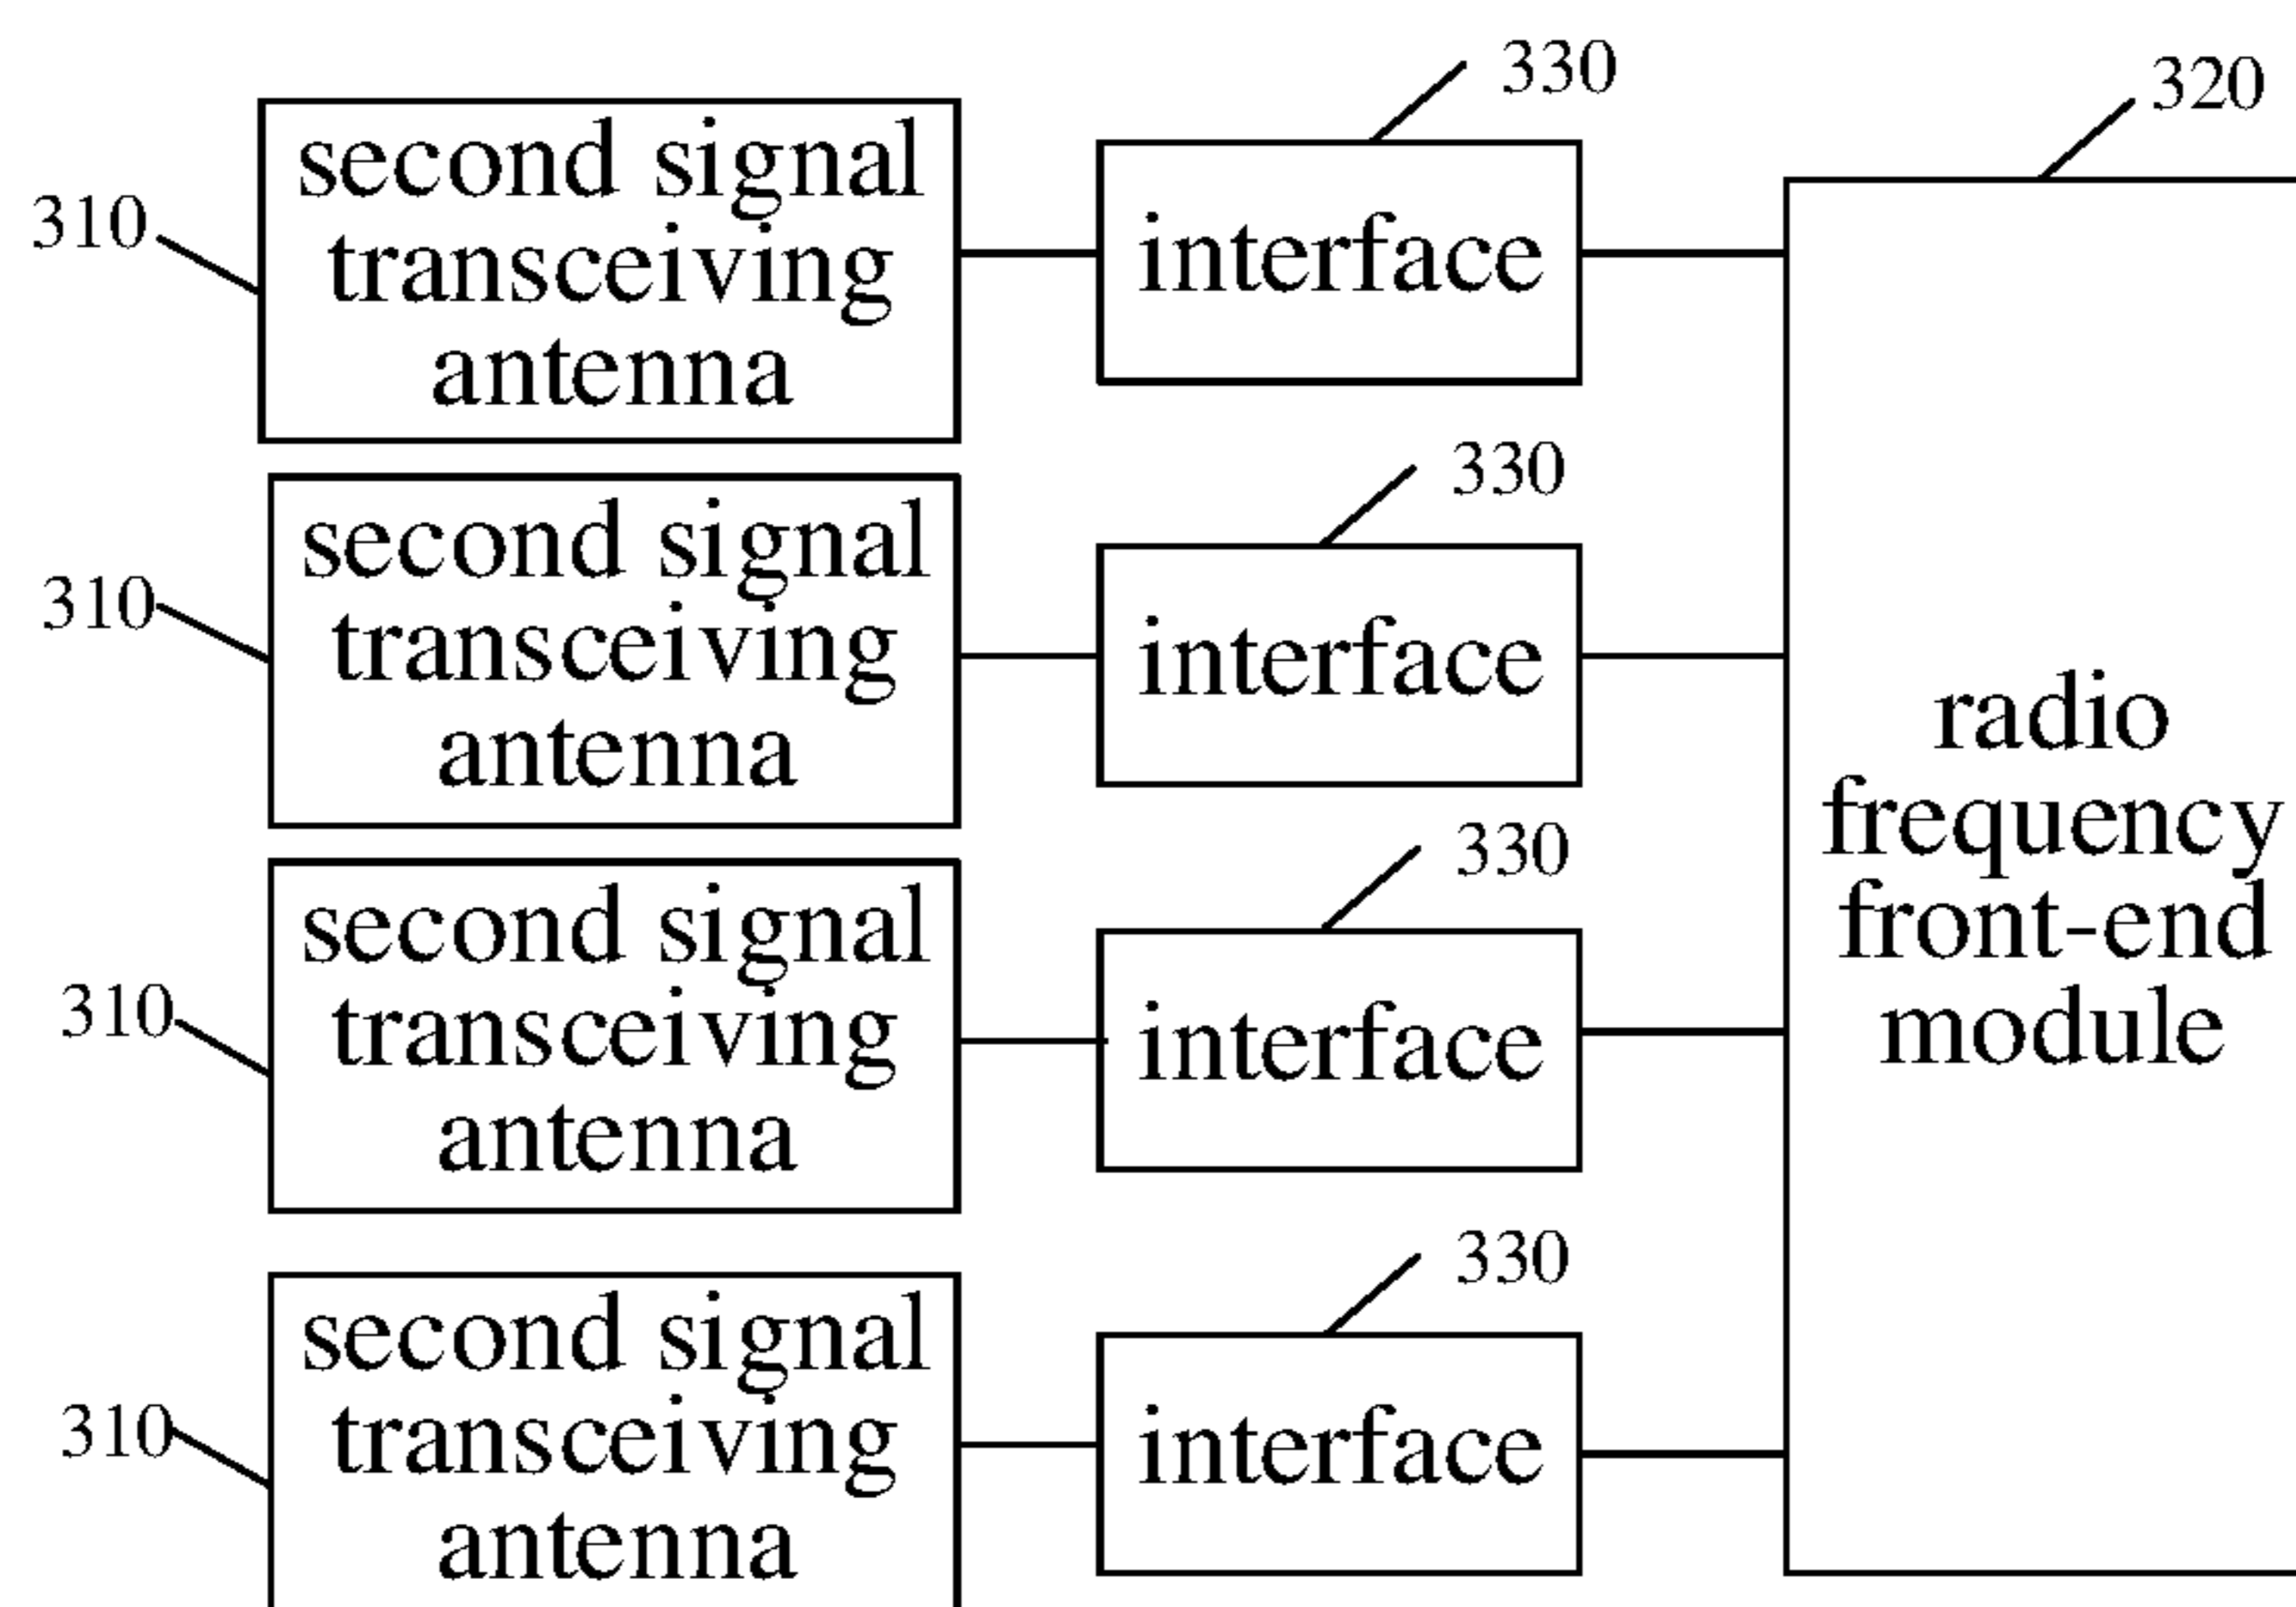 330
320
310
second signal
transceiving
antenna
interface
330
310
second signal
transceiving
antenna
interface
radio
frequency
front-end
module
330
310
second signal
transceiving
antenna
interface
330
310
second signal
transceiving
antenna
interface